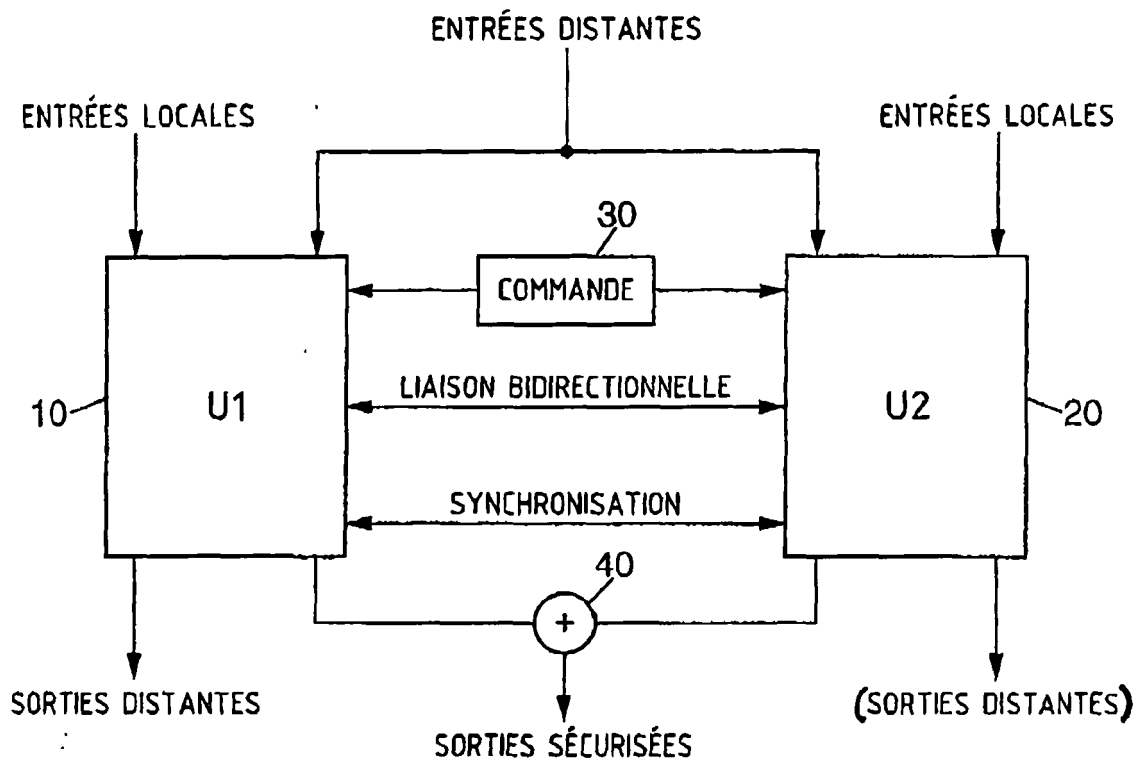 ENTRÉES DISTANTES
ENTRÉES LOCALES
ENTRÉES LOCALES
30
COMMANDE
LIAISON BIDIRECTIONNELLE
10
U1
U2
20
SYNCHRONISATION
40
+
SORTIES DISTANTES
(SORTIES DISTANTES)
SORTIES SÉCURISÉES